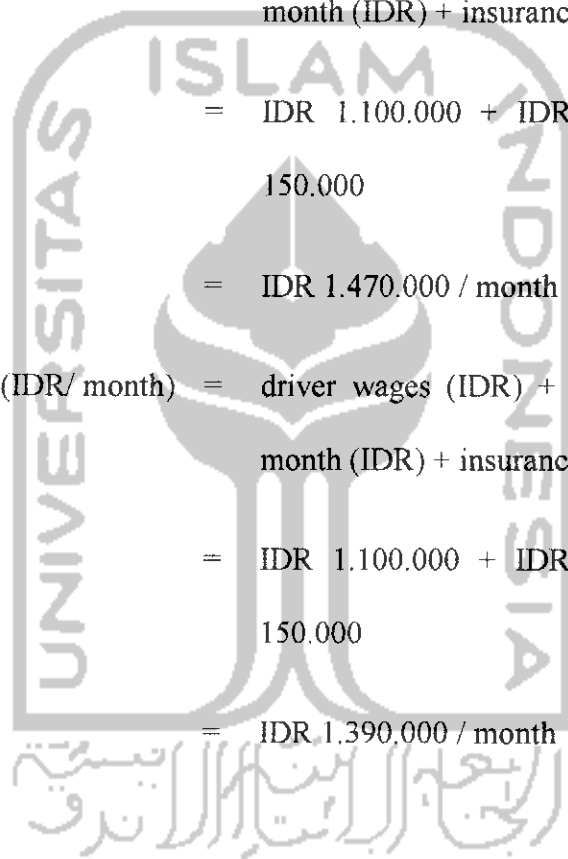 month (IDR) + insuranc
ISLAM
= IDR 1.100.000 + IDR
150.000
= IDR 1.470.000 / month
(IDR/ month) = driver wages (IDR) +
month (IDR) + insuranc
= IDR 1.100.000 + IDR
150.000
= IDR 1.390.000 / month
UNIVERSITAS
INDONESIA